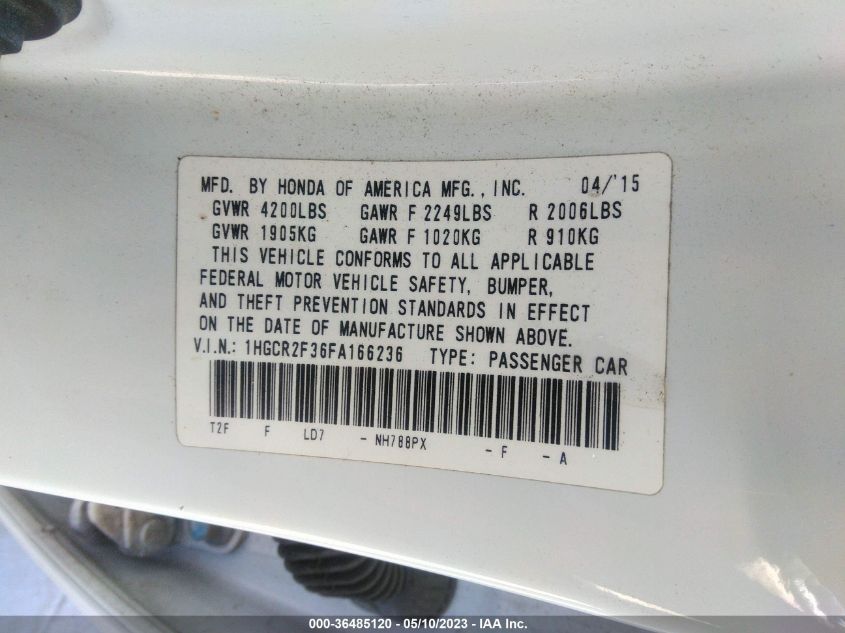 MFD. BY HONDA OF AMERICA MFG., INC. 04/'15
GVWR 4200LBS GAWR F 2249LBS R 2006LBS
GVWR 1905KG GAWR F 1020KG R 910KG
THIS VEHICLE CONFORMS TO ALL APPLICABLE
FEDERAL MOTOR VEHICLE SAFETY, BUMPER,
AND THEFT PREVENTION STANDARDS IN EFFECT
ON THE DATE OF MANUFACTURE SHOWN ABOVE.
V.I.N.: 1HGCR2F36FA166236 TYPE: PASSENGER CAR
T2F F LD7 - NH788PX - F - A
000-36485120 - 05/10/2023 - IAA Inc.